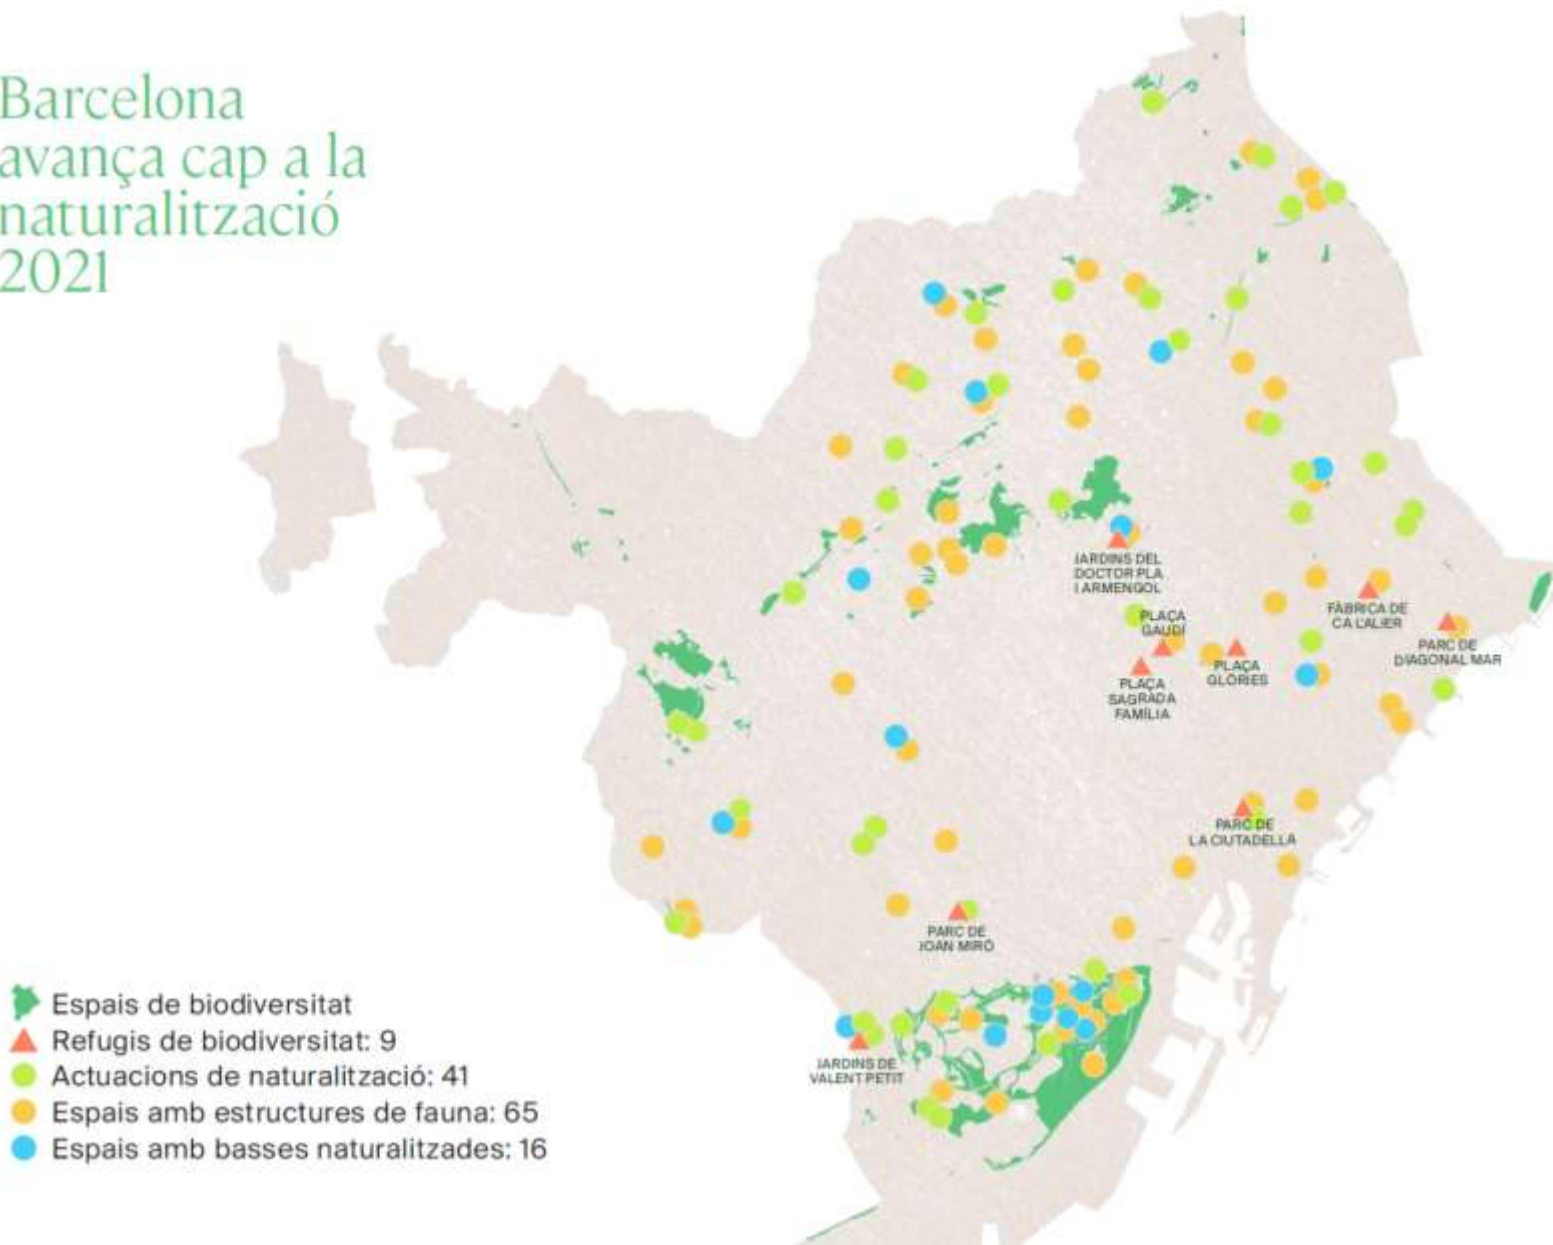 Barcelona
avança cap a la
naturalització
2021
JARDINS DEL
DOCTOR PLA
I ARMENGOL
PLAÇA
GAUDÍ
PLAÇA
SAGRADA
FAMÍLIA
PLAÇA
GLÒRIES
FÀBRICA DE
CA L'ALIER
PARC DE
DIAGONAL MAR
PARC DE
LA CIUTADELLA
PARC DE
JOAN MIRÓ
JARDINS DE
VALENT PETIT
Espais de biodiversitat
Refugis de biodiversitat: 9
Actuacions de naturalització: 41
Espais amb estructures de fauna: 65
Espais amb basses naturalitzades: 16